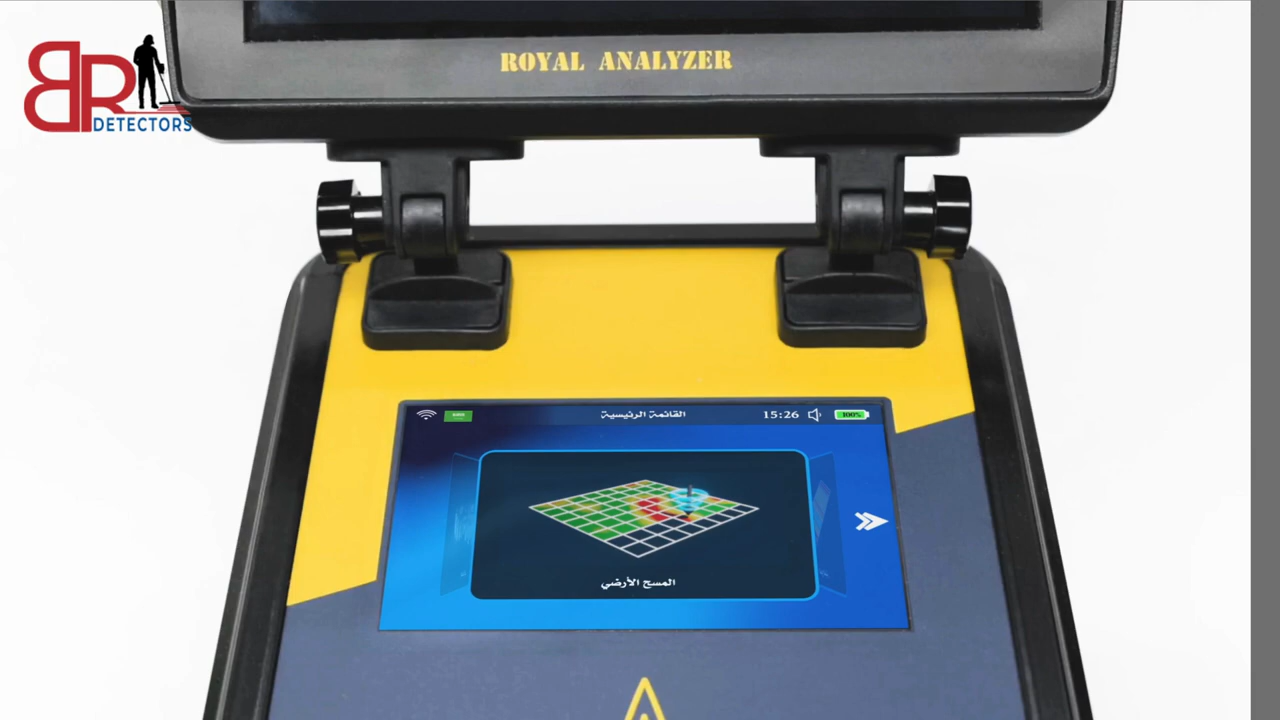 BR
DETECTORS
ROYAL ANALYZER
القائمة الرئيسية
15:26
100%
المسح الأرضي